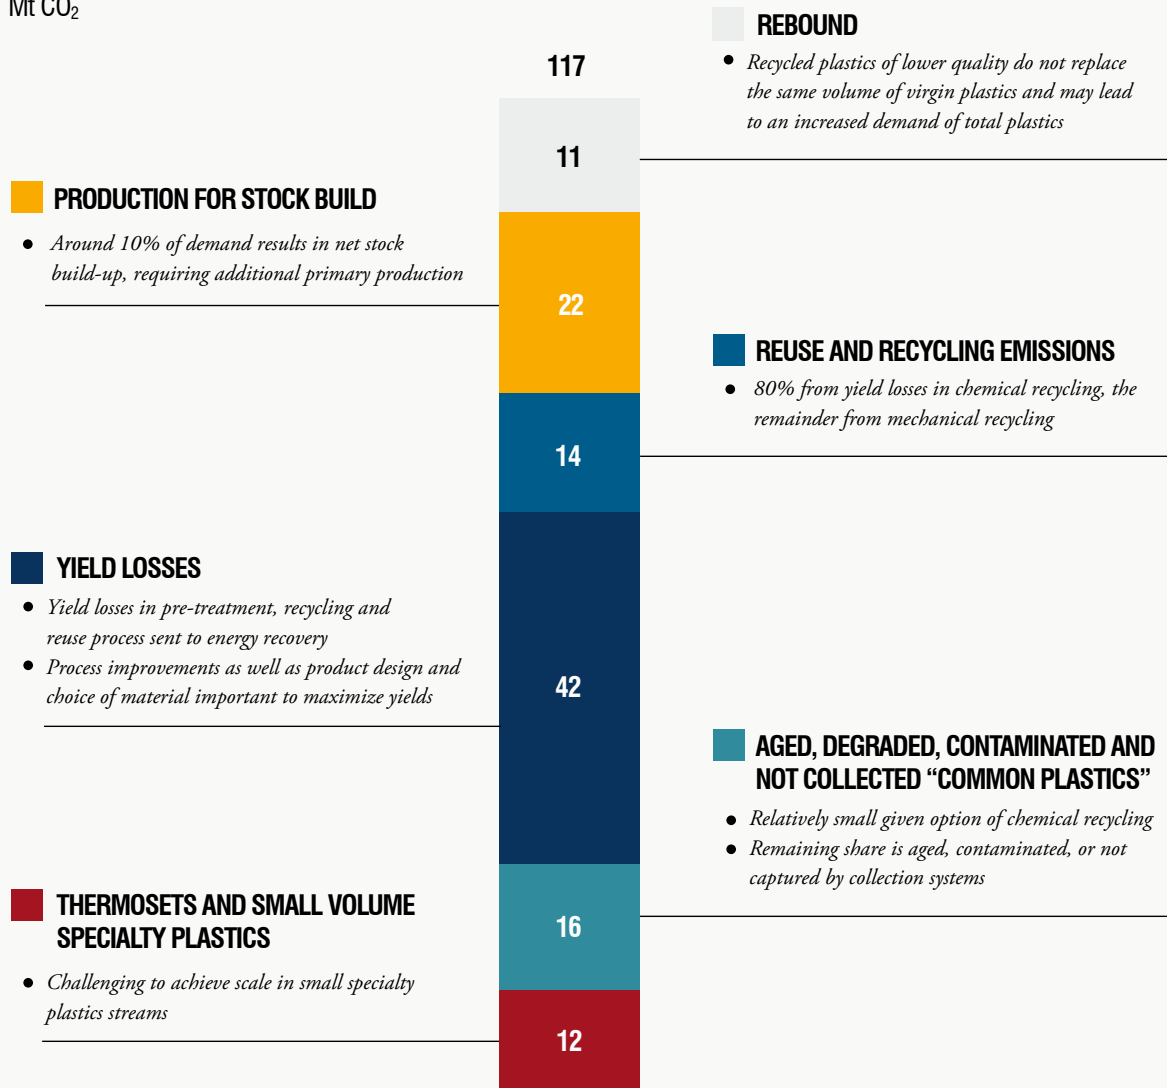 Mt CO₂
117
REBOUND
Recycled plastics of lower quality do not replace
the same volume of virgin plastics and may lead
to an increased demand of total plastics
11
PRODUCTION FOR STOCK BUILD
Around 10% of demand results in net stock
build-up, requiring additional primary production
22
REUSE AND RECYCLING EMISSIONS
80% from yield losses in chemical recycling, the
remainder from mechanical recycling
14
YIELD LOSSES
Yield losses in pre-treatment, recycling and
reuse process sent to energy recovery
Process improvements as well as product design and
choice of material important to maximize yields
42
AGED, DEGRADED, CONTAMINATED AND
NOT COLLECTED “COMMON PLASTICS”
Relatively small given option of chemical recycling
Remaining share is aged, contaminated, or not
captured by collection systems
16
THERMOSETS AND SMALL VOLUME
SPECIALTY PLASTICS
Challenging to achieve scale in small specialty
plastics streams
12